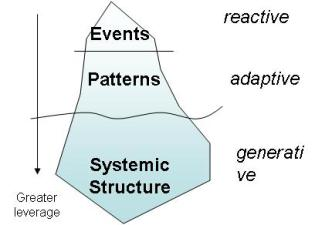 reactive
Events
Patterns
adaptive
generati
ve
Systemic
Structure
Greater
leverage